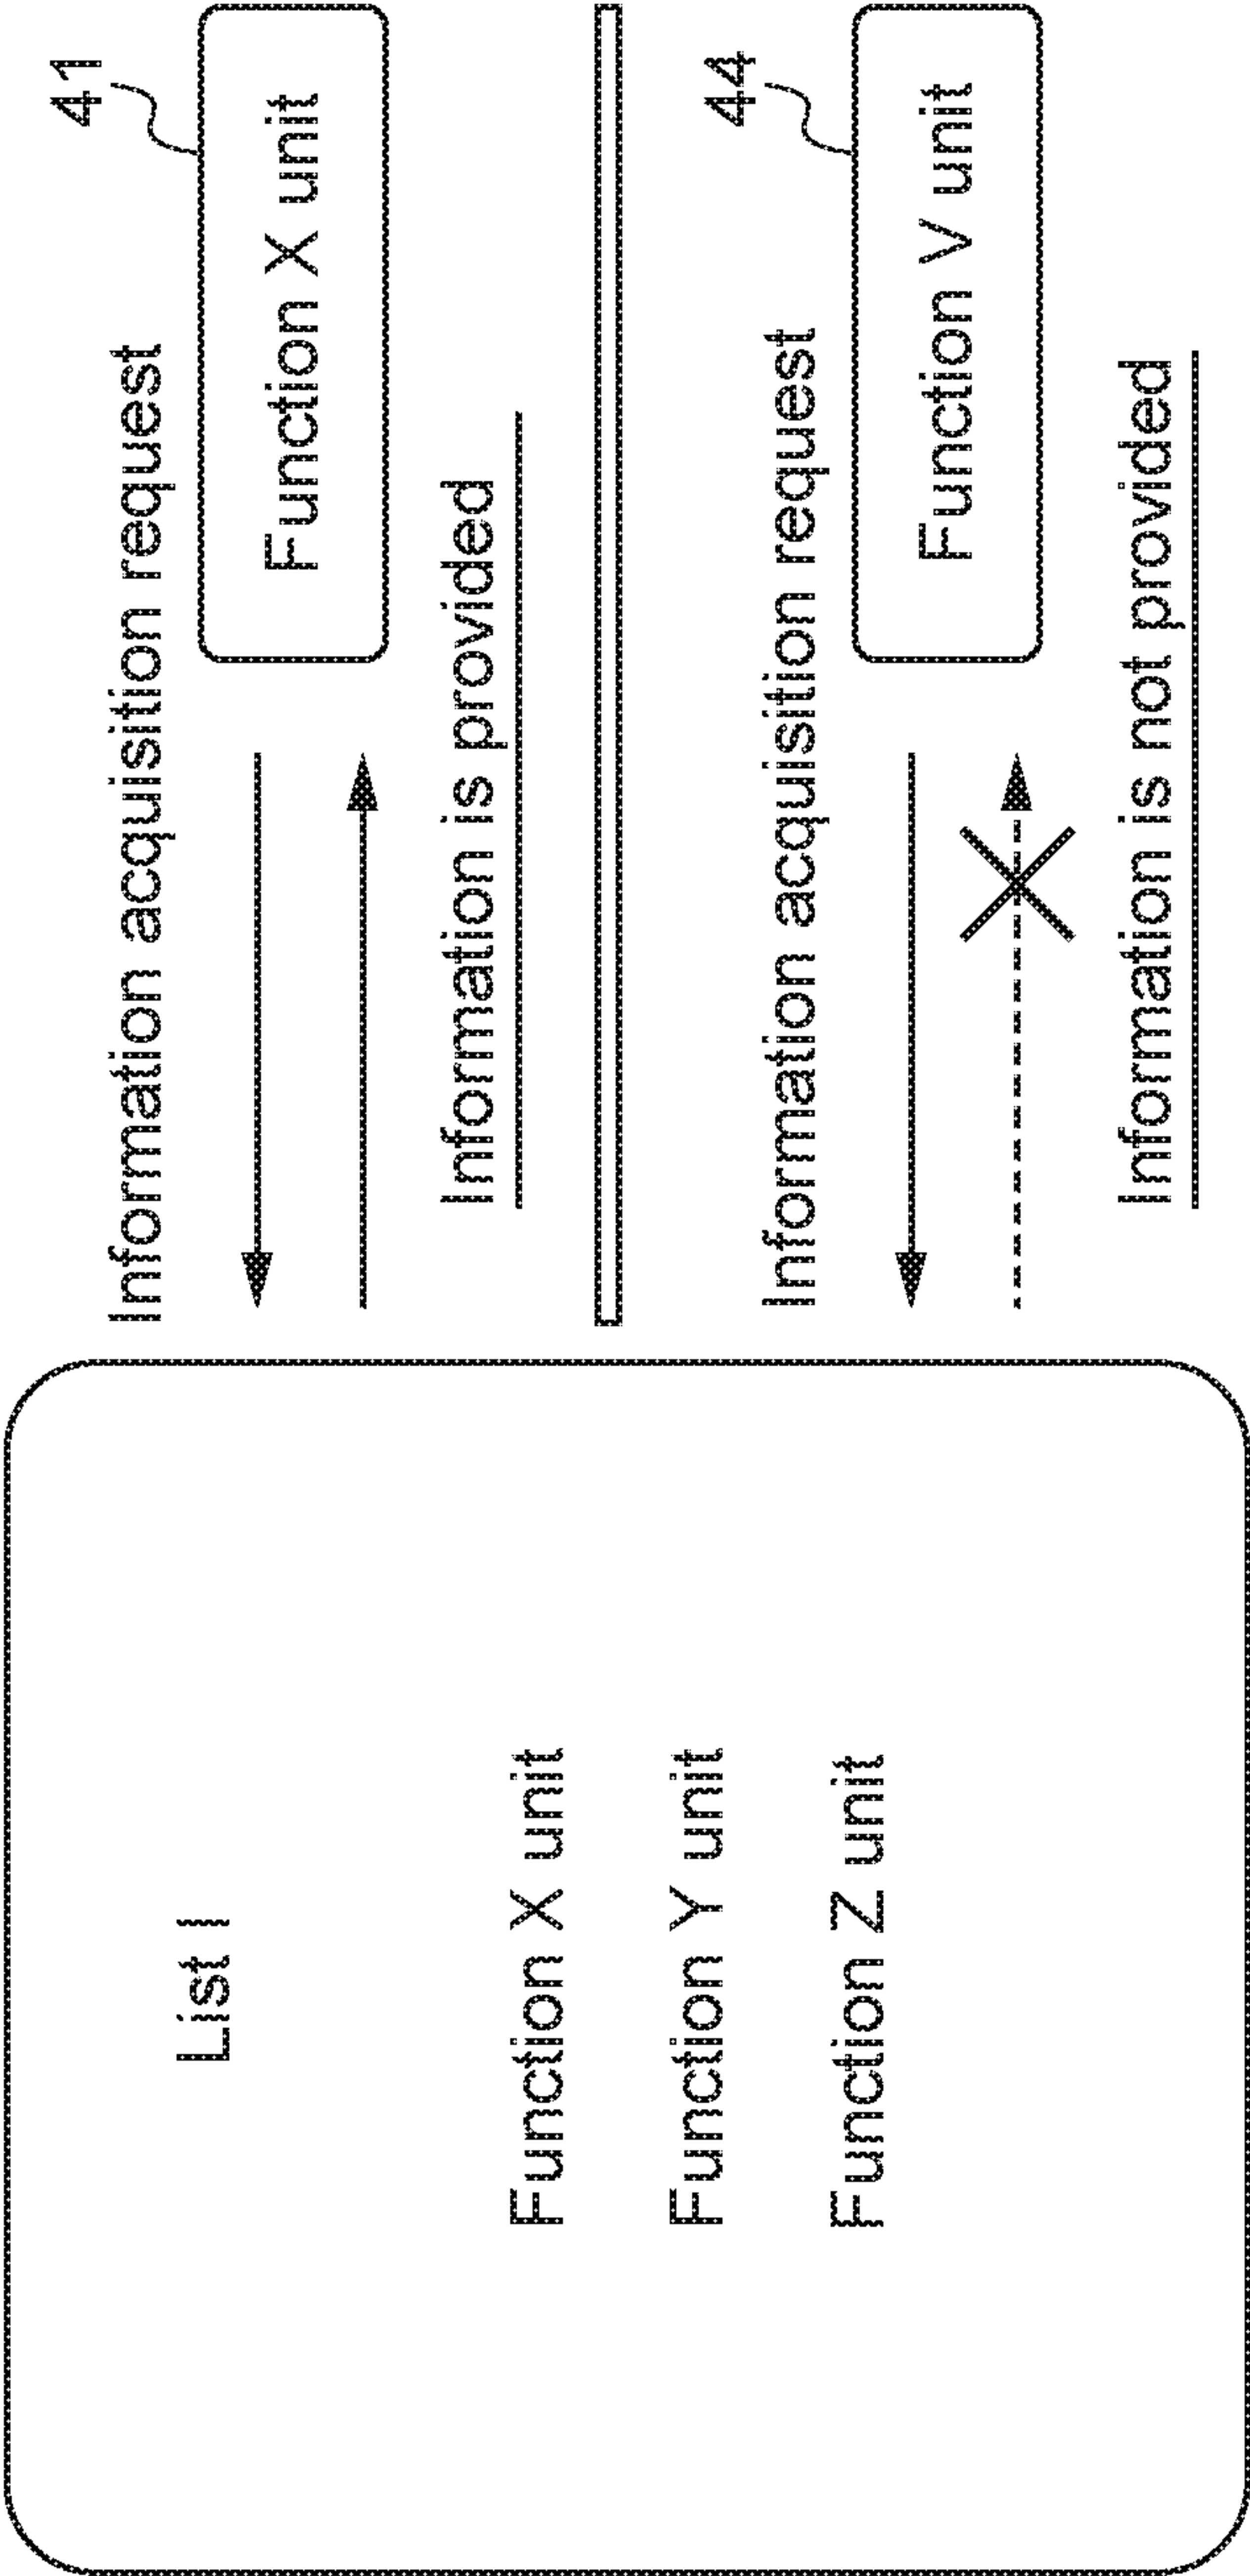 List I
Function X unit
Function Y unit
Function Z unit
Information acquisition request
41
Function X unit
Information is provided
Information acquisition request
44
Function V unit
Information is not provided